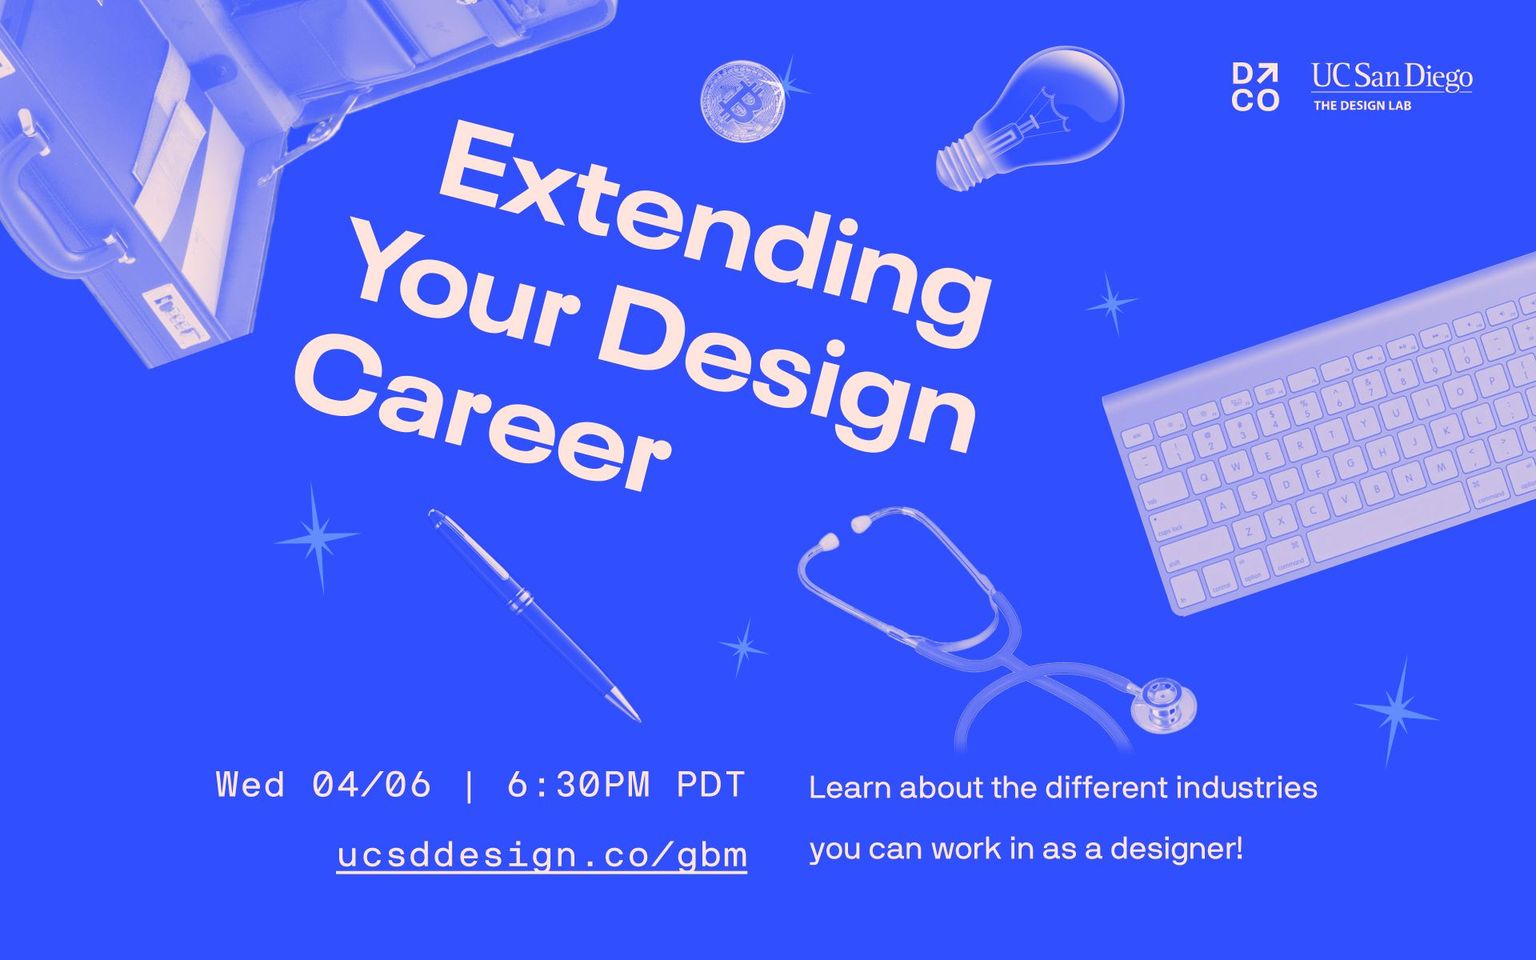 D↗
CO
UC San Diego
THE DESIGN LAB
Extending
Your Design
Career
Wed 04/06 | 6:30PM PDT
ucsddesign.co/gbm
Learn about the different industries
you can work in as a designer!